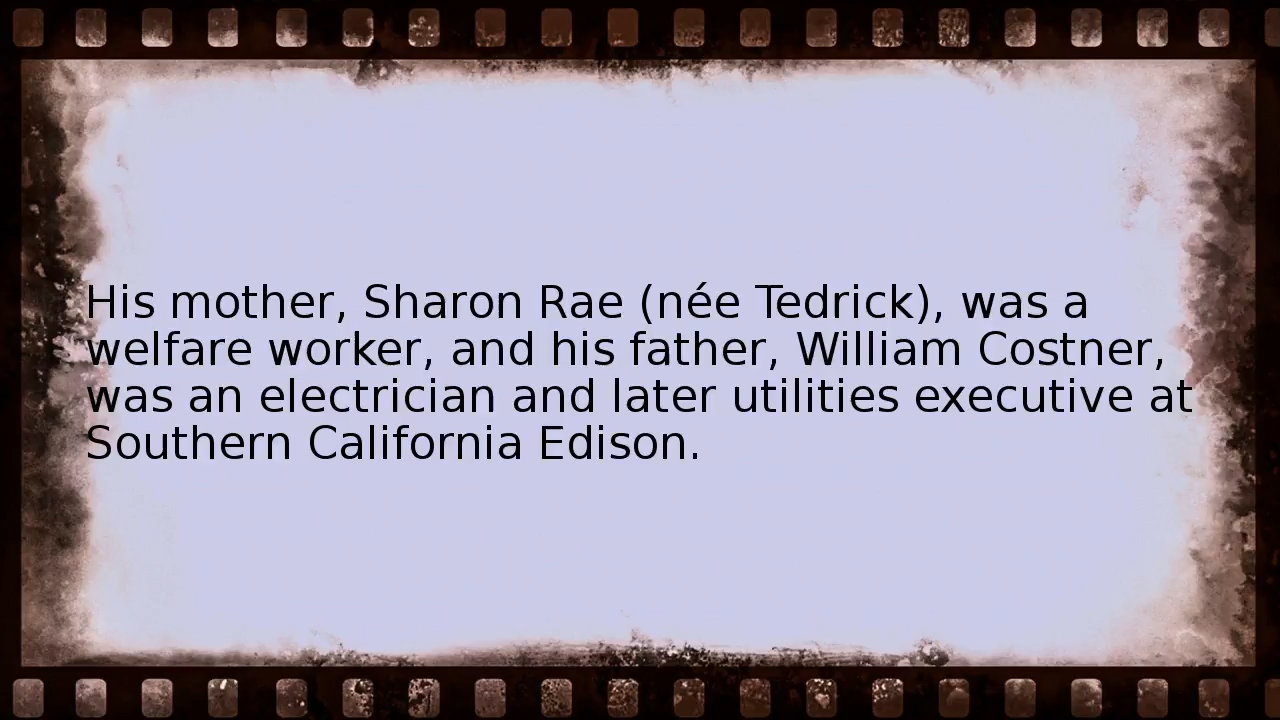 His mother, Sharon Rae (née Tedrick), was a
welfare worker, and his father, William Costner,
was an electrician and later utilities executive at
Southern California Edison.